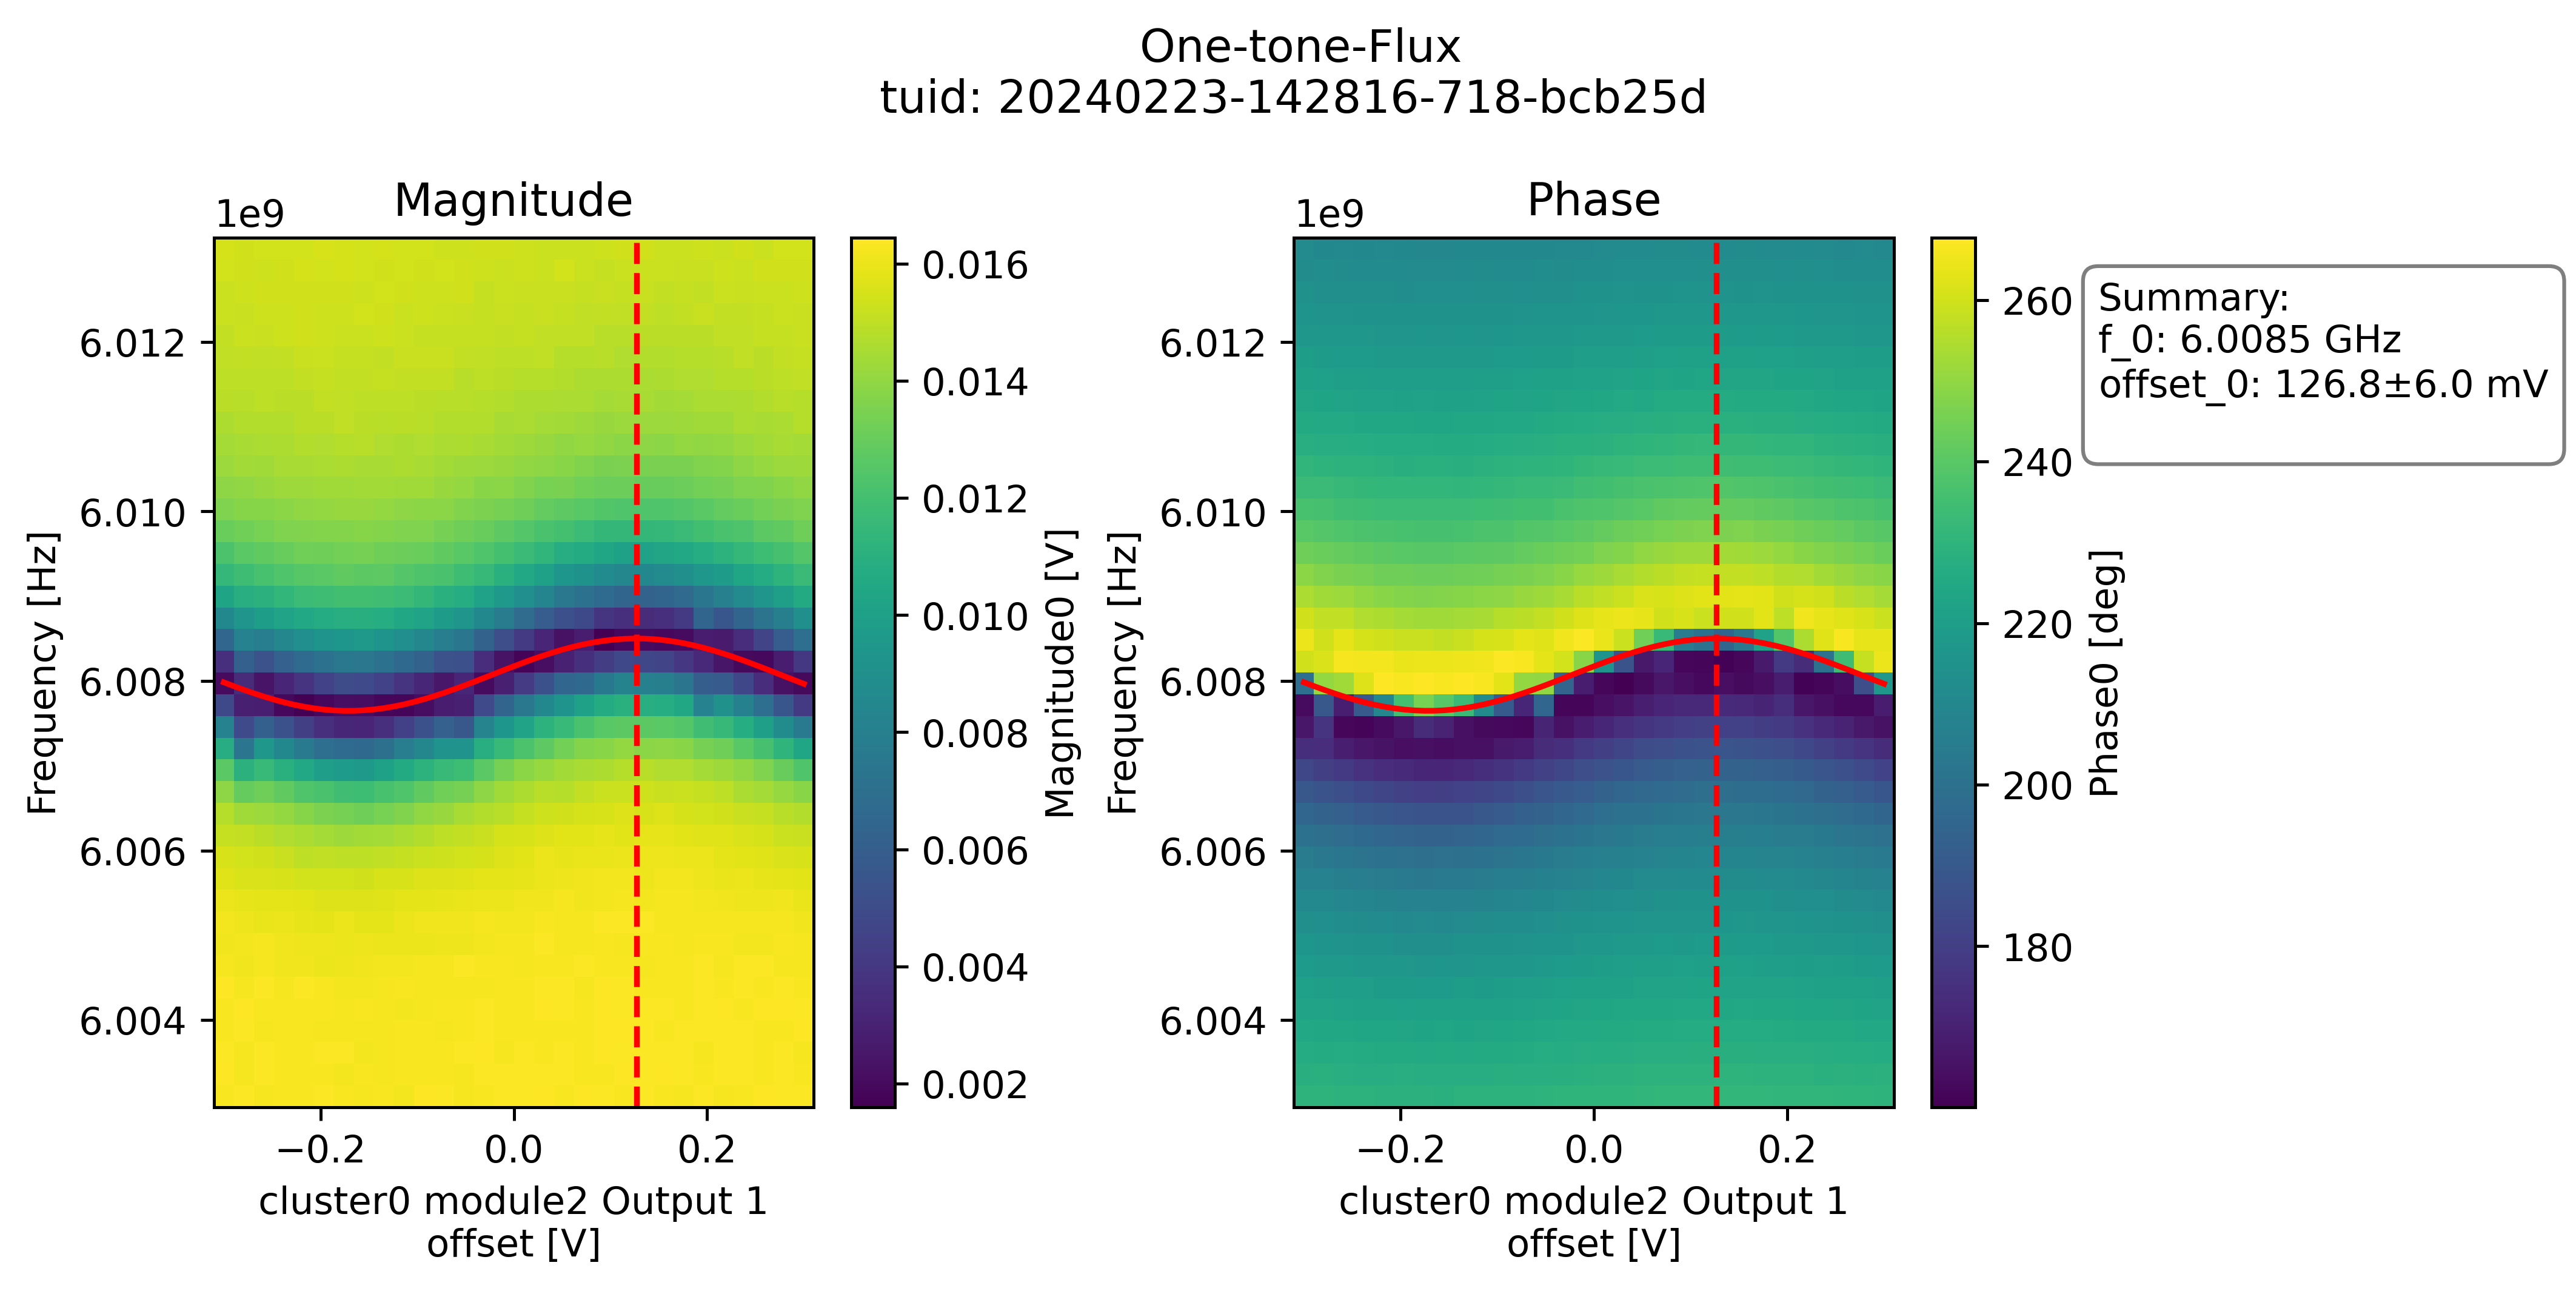 One-tone-Flux
tuid: 20240223-142816-718-bcb25d
Magnitude
1e9
6.012
6.010
6.008
6.006
6.004
Frequency [Hz]
−0.2
0.0
0.2
cluster0 module2 Output 1
offset [V]
0.016
0.014
0.012
0.010
0.008
0.006
0.004
0.002
Magnitude0 [V]
Phase
1e9
6.012
6.010
6.008
6.006
6.004
Frequency [Hz]
−0.2
0.0
0.2
cluster0 module2 Output 1
offset [V]
260
240
220
200
180
Phase0 [deg]
Summary:
f_0: 6.0085 GHz
offset_0: 126.8±6.0 mV